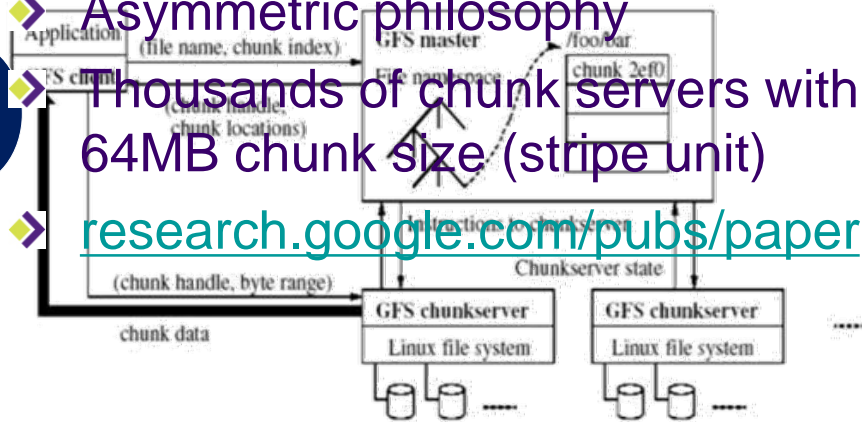 Asymmetric philosophy
Thousands of chunk servers with
64MB chunk size (stripe unit)
research.google.com/pubs/paper
Application
(file name, chunk index)
GFS master
/foo/bar
GFS client
File namespace
chunk 2ef0
(chunk handle,
chunk locations)
Instructions to chunkserver
Chunkserver state
(chunk handle, byte range)
chunk data
GFS chunkserver
GFS chunkserver
Linux file system
Linux file system